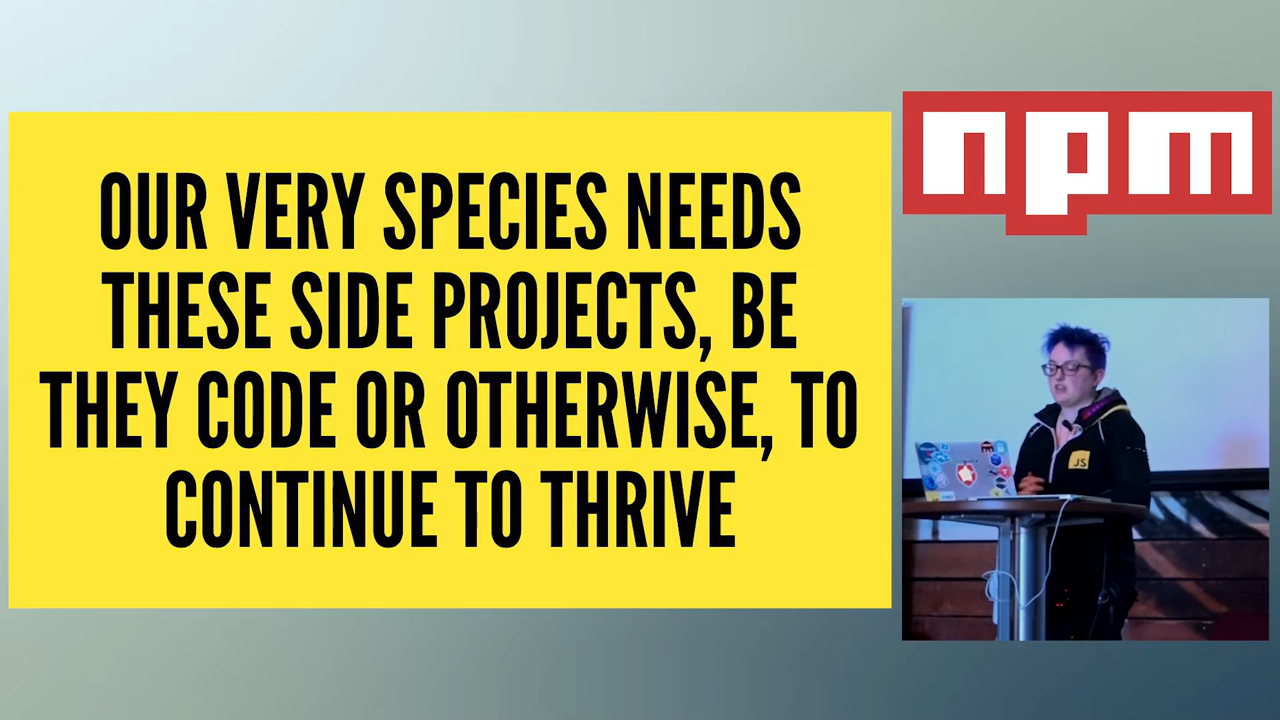 OUR VERY SPECIES NEEDS
THESE SIDE PROJECTS, BE
THEY CODE OR OTHERWISE, TO
CONTINUE TO THRIVE
npm
JS